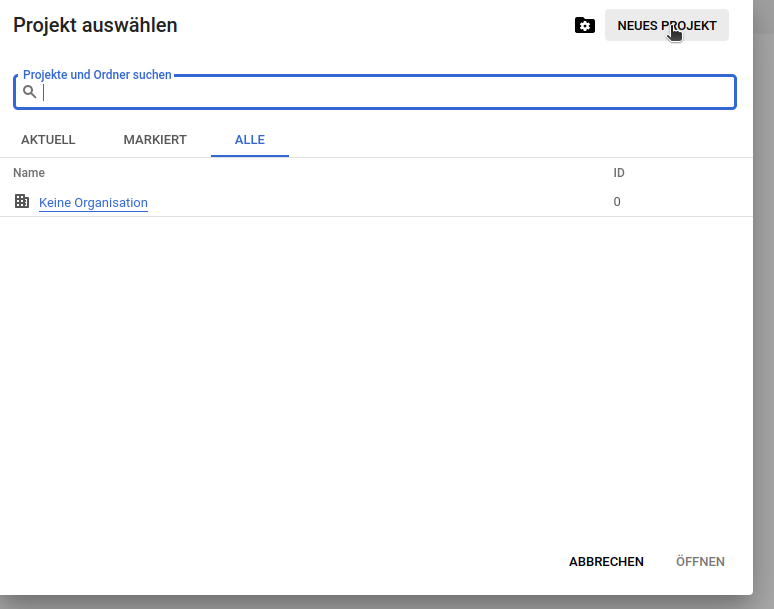 Projekt auswählen
NEUES PROJEKT
Projekte und Ordner suchen
AKTUELL MARKIERT ALLE
Name ID
Keine Organisation 0
ABBRECHEN ÖFFNEN